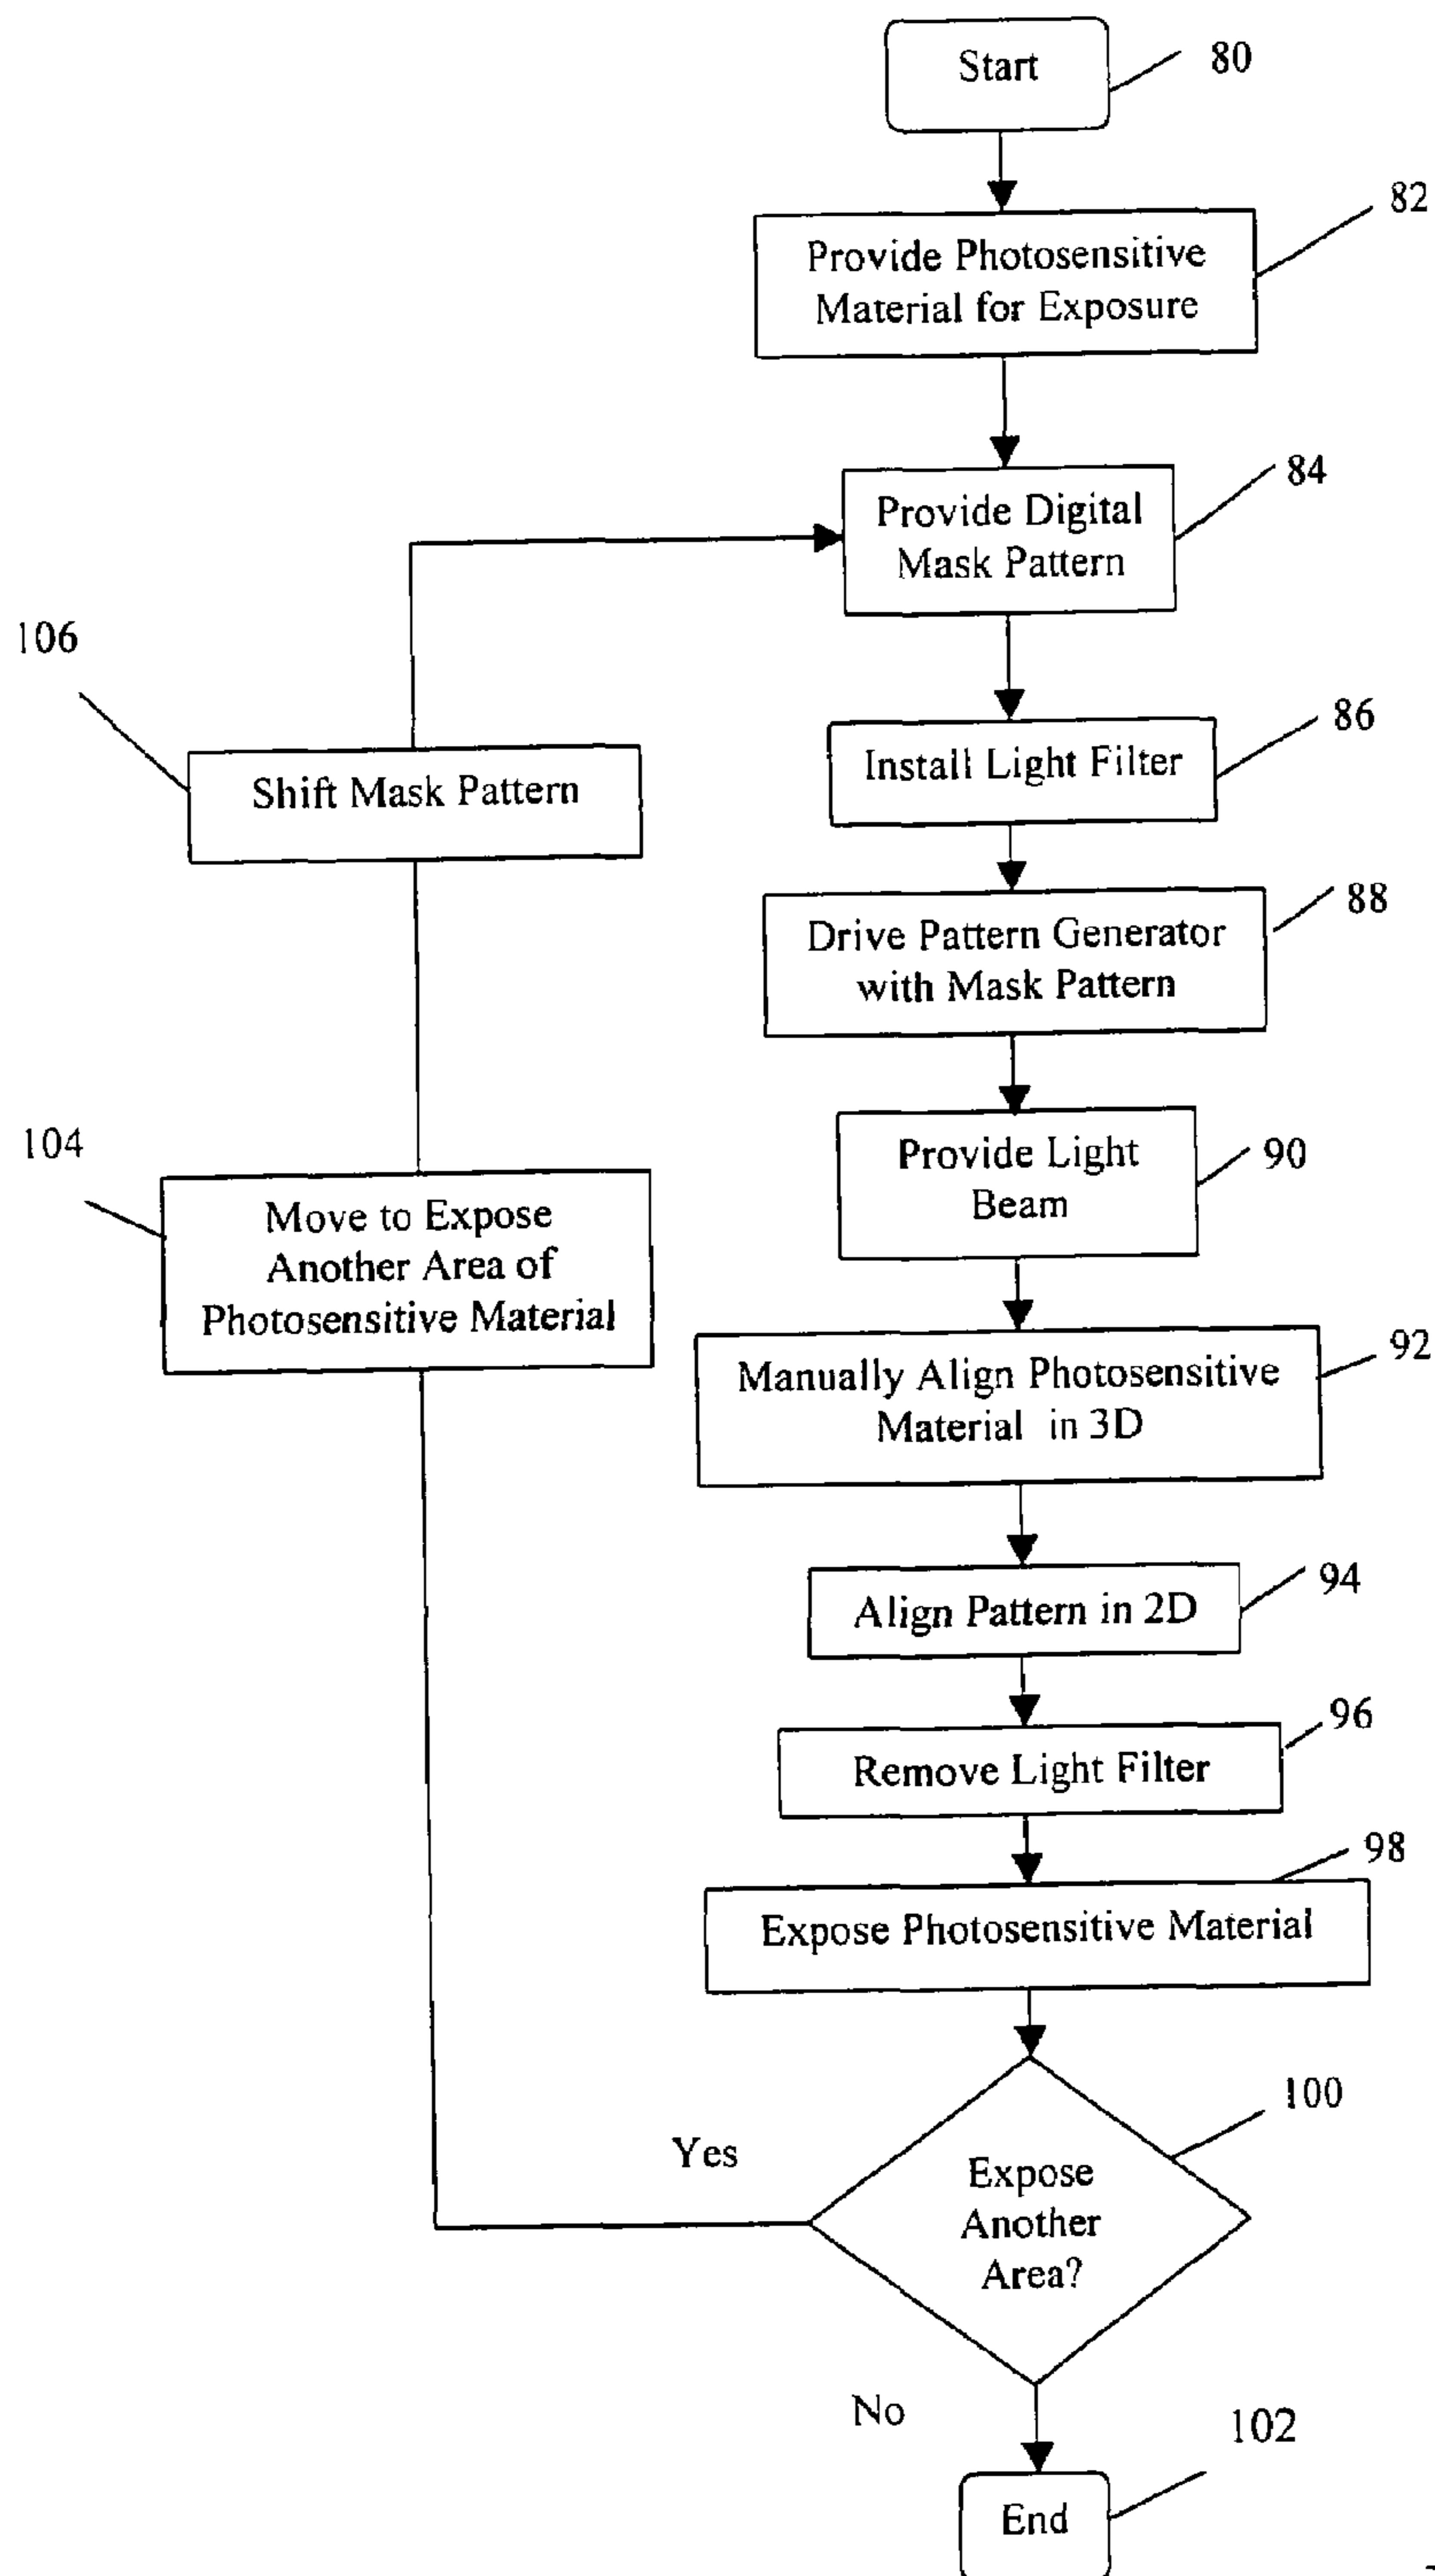 Start
80
82
Provide Photosensitive
Material for Exposure
84
Provide Digital
Mask Pattern
106
86
Install Light Filter
Shift Mask Pattern
88
Drive Pattern Generator
with Mask Pattern
104
90
Provide Light
Beam
Move to Expose
Another Area of
Photosensitive Material
92
Manually Align Photosensitive
Material in 3D
94
Align Pattern in 2D
96
Remove Light Filter
98
Expose Photosensitive Material
100
Yes
Expose
Another
Area?
No
102
End